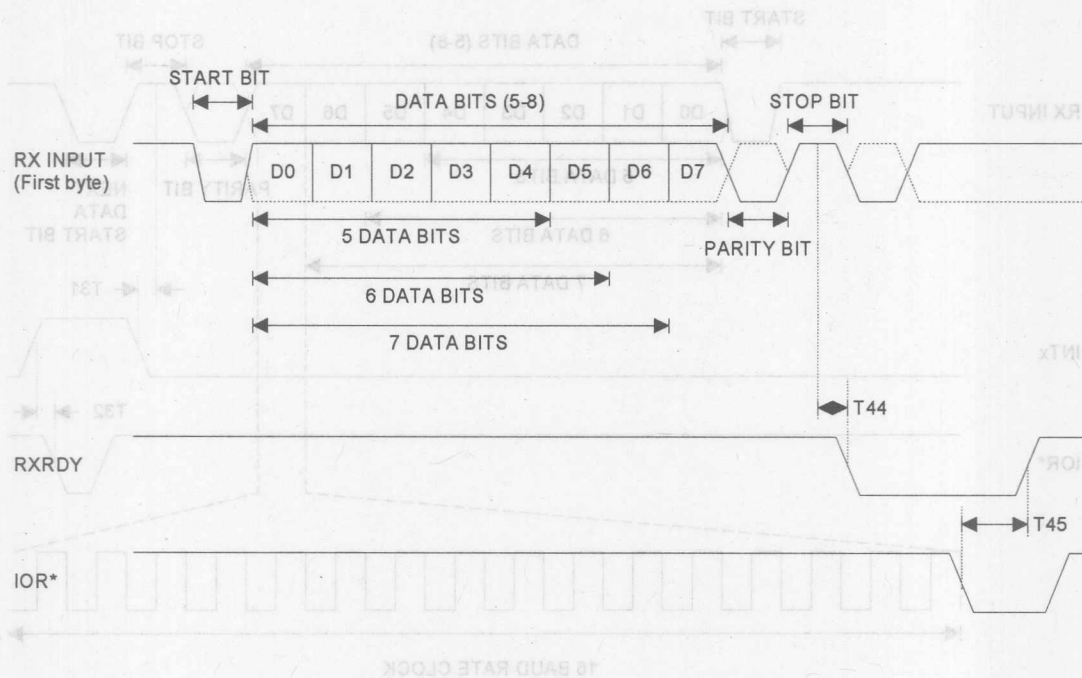 START BIT
DATA BITS (5-8)
STOP BIT
RX INPUT
(First byte)
D0 D1 D2 D3 D4 D5 D6 D7
5 DATA BITS
PARITY BIT
6 DATA BITS
7 DATA BITS
T44
RXRDY
T45
IOR*